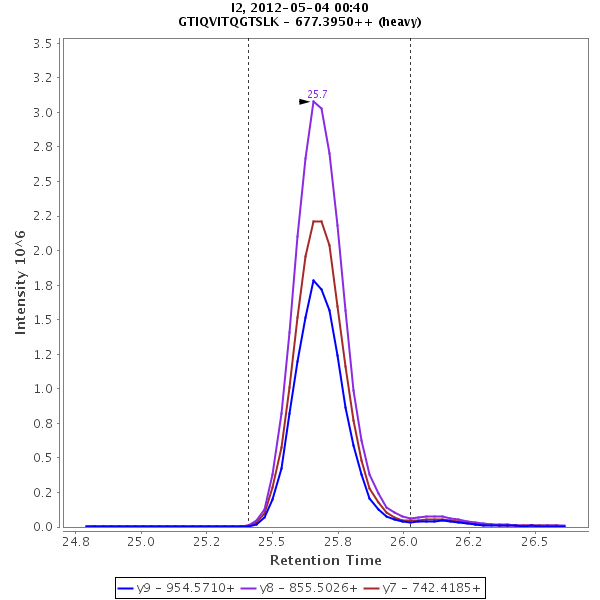 I2, 2012-05-04 00:40
GTIQVITQGTSLK - 677.3950++ (heavy)
3.5
3.2
3.0
2.8
2.5
2.2
2.0
1.8
1.5
1.2
1.0
0.8
0.5
0.2
0.0
Intensity 10^6
25.7
24.8 25.0 25.2 25.5 25.8 26.0 26.2 26.5
Retention Time
y9 - 954.5710+ y8 - 855.5026+ y7 - 742.4185+